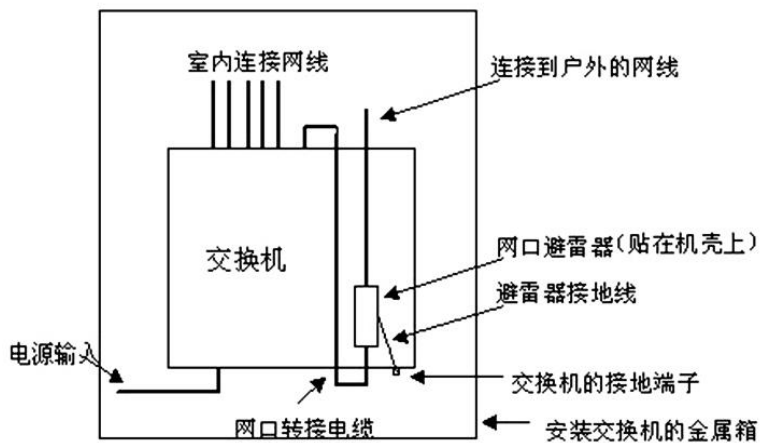 室内连接网线
连接到户外的网线
交换机
网口避雷器(贴在机壳上)
避雷器接地线
电源输入
交换机的接地端子
网口转接电缆
安装交换机的金属箱